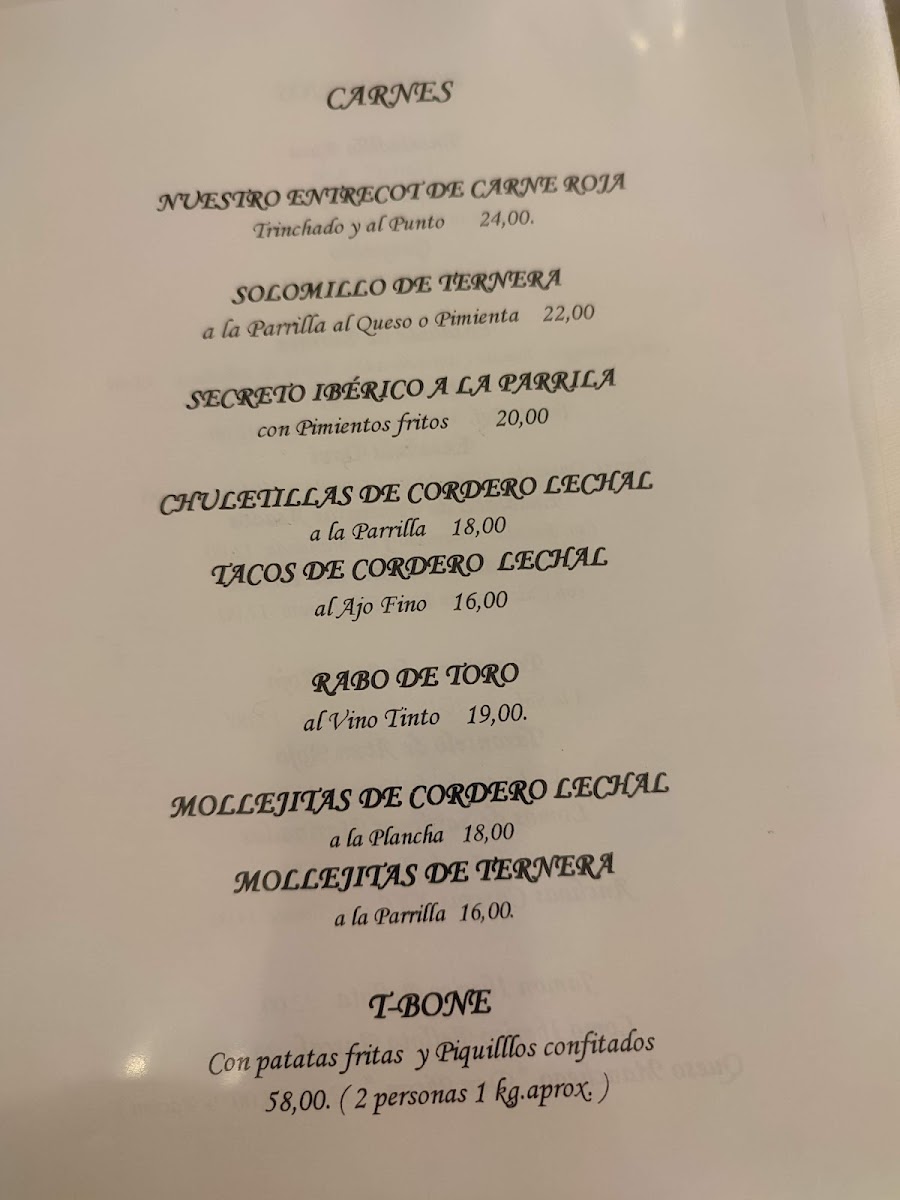 CARNES
NUESTRO ENTRECOT DE CARNE ROJA
Trinchado y al Punto 24,00.
SOLOMILLO DE TERNERA
a la Parrilla al Queso o Pimienta 22,00
SECRETO IBÉRICO A LA PARRILA
con Pimientos fritos 20,00
CHULETILLAS DE CORDERO LECHAL
a la Parrilla 18,00
TACOS DE CORDERO LECHAL
al Ajo Fino 16,00
RABO DE TORO
al Vino Tinto 19,00.
MOLLEJITAS DE CORDERO LECHAL
a la Plancha 18,00
MOLLEJITAS DE TERNERA
a la Parrilla 16,00.
T-BONE
Con patatas fritas y Piquilllos confitados
58,00. ( 2 personas 1 kg.aprox. )